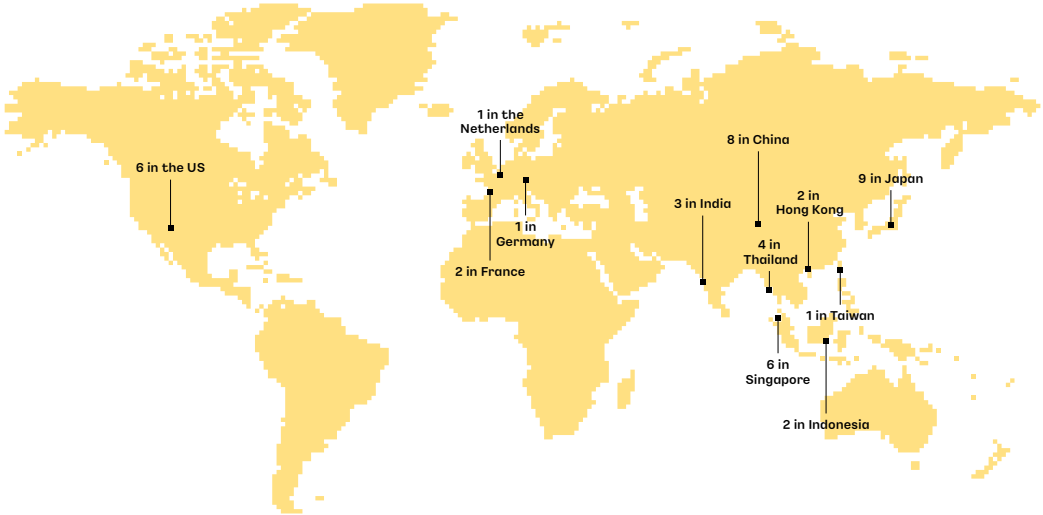 1 in the
Netherlands
8 in China
6 in the US
9 in Japan
3 in India
2 in
Hong Kong
1 in
Germany
4 in
Thailand
2 in France
1 in Taiwan
6 in
Singapore
2 in Indonesia